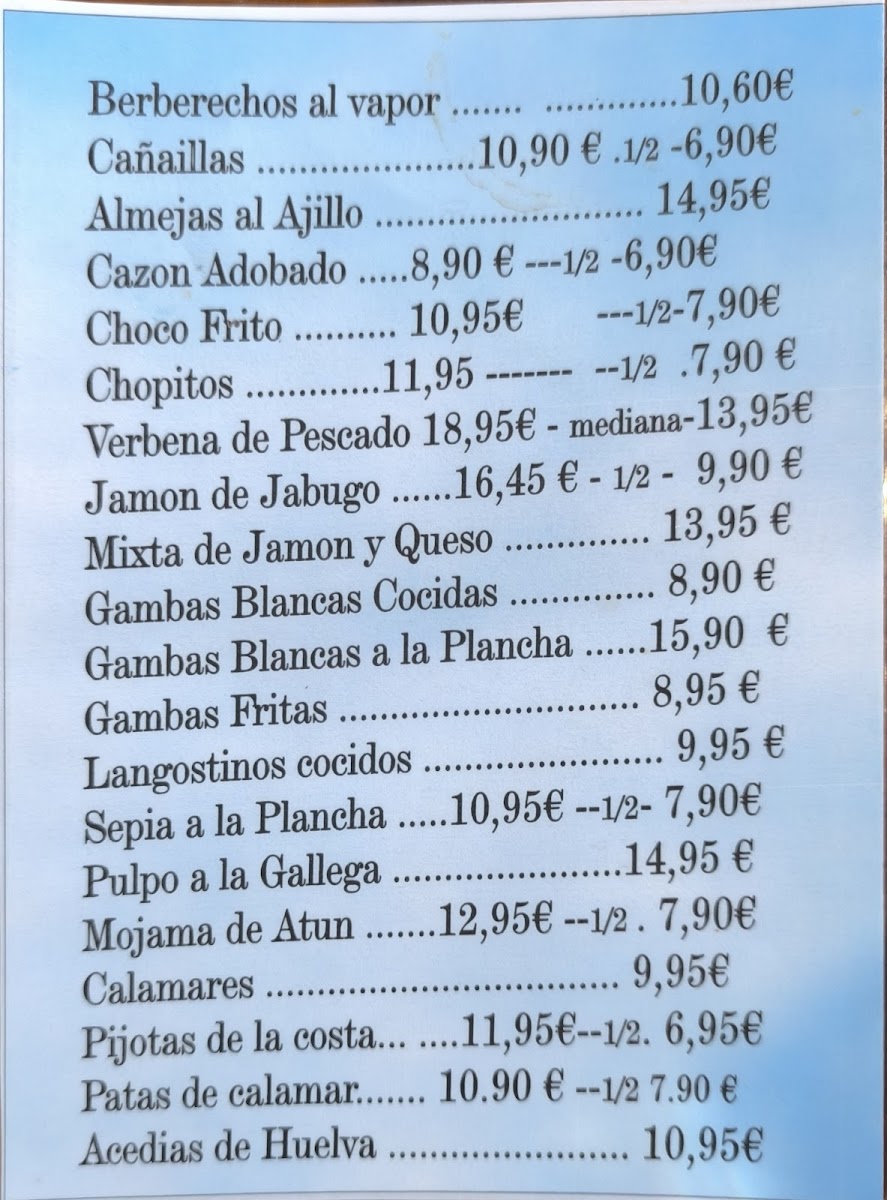 Berberechos al vapor ....... .............10,60€
Cañaillas .....................10,90 € .1/2 -6,90€
Almejas al Ajillo .......................... 14,95€
Cazon Adobado .....8,90 € ---1/2 -6,90€
Choco Frito .......... 10,95€ ---1/2-7,90€
Chopitos .............11,95 ------- --1/2 .7,90 €
Verbena de Pescado 18,95€ - mediana-13,95€
Jamon de Jabugo ......16,45 € - 1/2 - 9,90 €
Mixta de Jamon y Queso .............. 13,95 €
Gambas Blancas Cocidas .............. 8,90 €
Gambas Blancas a la Plancha ......15,90 €
Gambas Fritas ............................. 8,95 €
Langostinos cocidos ....................... 9,95 €
Sepia a la Plancha .....10,95€ --1/2- 7,90€
Pulpo a la Gallega ......................14,95 €
Mojama de Atun .......12,95€ --1/2 . 7,90€
Calamares .................................. 9,95€
Pijotas de la costa... ....11,95€--1/2. 6,95€
Patas de calamar....... 10.90 € --1/2 7.90 €
Acedias de Huelva ........................ 10,95€